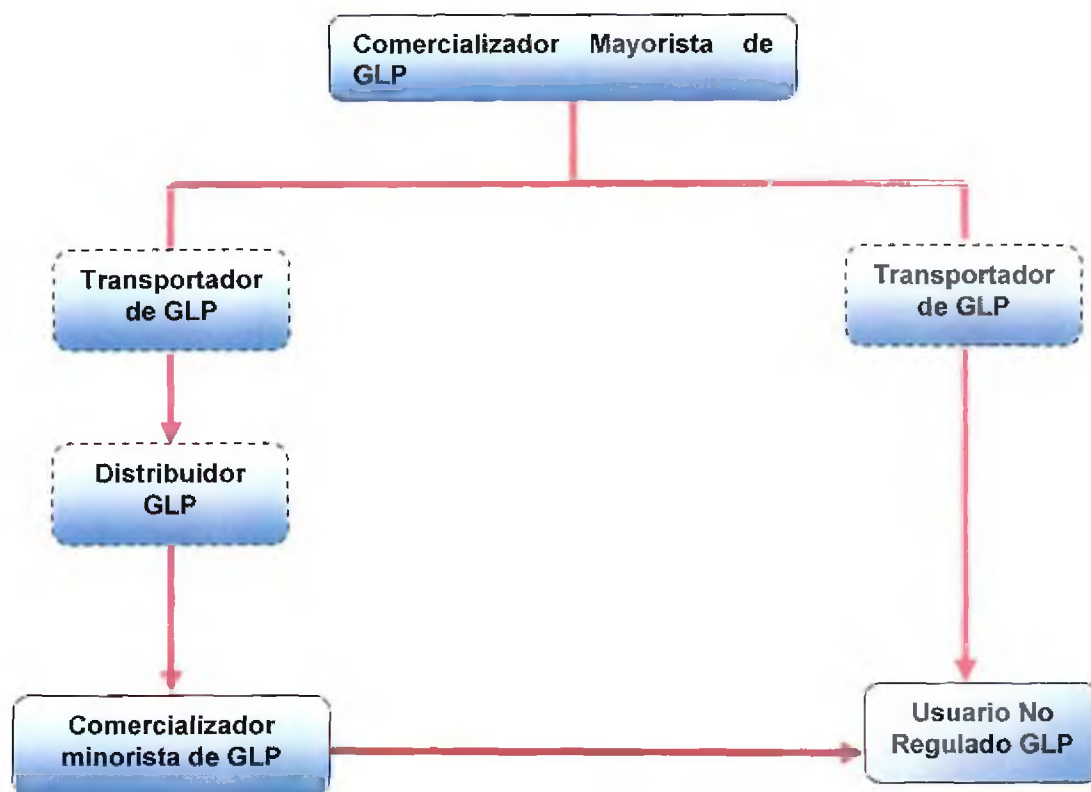 Comercializador Mayorista de
GLP
Transportador
de GLP
Transportador
de GLP
Distribuidor
GLP
Comercializador
minorista de GLP
Usuario No
Regulado GLP